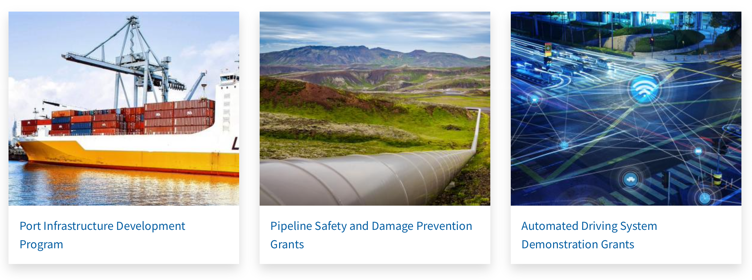 Port Infrastructure Development
Program
Pipeline Safety and Damage Prevention
Grants
Automated Driving System
Demonstration Grants